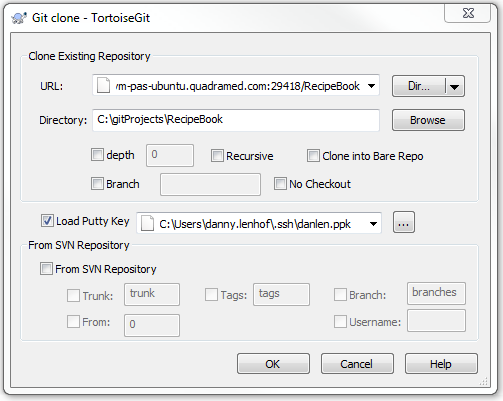 Git clone - TortoiseGit
Clone Existing Repository
URL: vm-pas-ubuntu.quadramed.com:29418/RecipeBook Dir...
Directory: C:\gitProjects\RecipeBook Browse
depth 0 Recursive Clone into Bare Repo
Branch No Checkout
Load Putty Key C:\Users\danny.lenhof\.ssh\danlen.ppk ...
From SVN Repository
From SVN Repository
Trunk: trunk Tags: tags Branch: branches
From: 0 Username:
OK Cancel Help